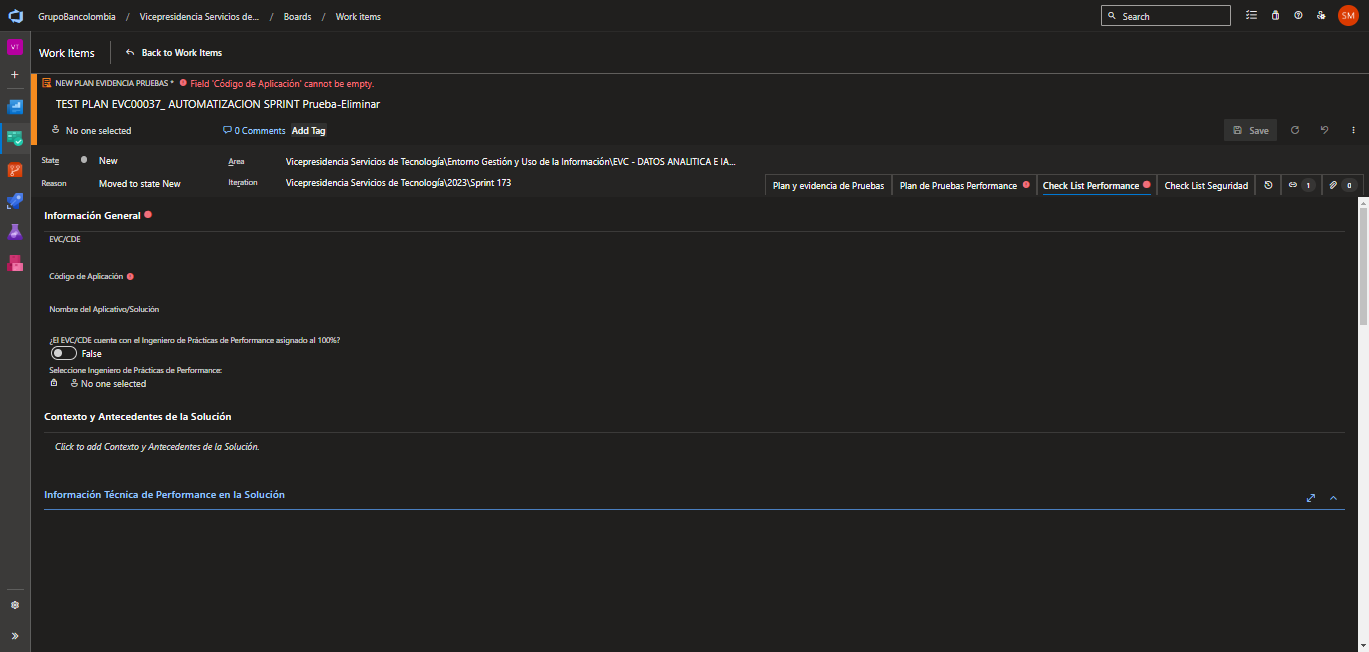 GrupoBancolombia / Vicepresidencia Servicios de... / Boards / Work items
Search
SM
VT
Work Items
Back to Work Items
NEW PLAN EVIDENCIA PRUEBAS * Field 'Código de Aplicación' cannot be empty.
TEST PLAN EVC00037_ AUTOMATIZACION SPRINT Prueba-Eliminar
No one selected
0 Comments
Add Tag
Save
State
New
Area
Vicepresidencia Servicios de Tecnología\Entorno Gestión y Uso de la Información\EVC - DATOS ANALITICA E IA...
Reason
Moved to state New
Iteration
Vicepresidencia Servicios de Tecnología\2023\Sprint 173
Plan y evidencia de Pruebas
Plan de Pruebas Performance
Check List Performance
Check List Seguridad
1
0
Información General
EVC/CDE
Código de Aplicación
Nombre del Aplicativo/Solución
¿El EVC/CDE cuenta con el Ingeniero de Prácticas de Performance asignado al 100%?
False
Seleccione Ingeniero de Prácticas de Performance:
No one selected
Contexto y Antecedentes de la Solución
Click to add Contexto y Antecedentes de la Solución.
Información Técnica de Performance en la Solución